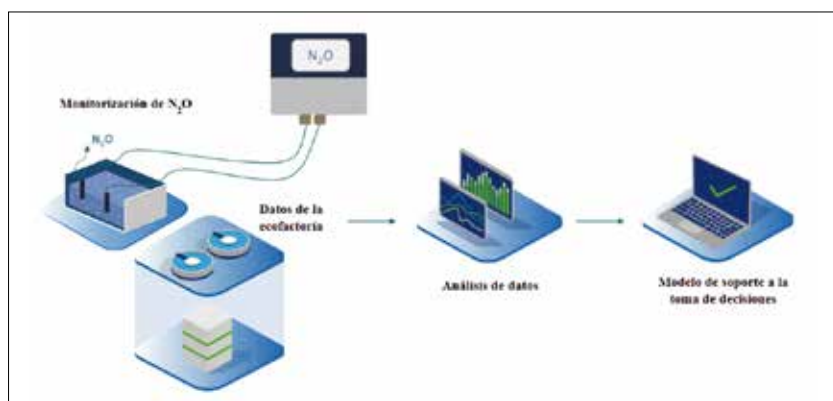 N₂O
Monitorización de N₂O
N₂O
Datos de la
ecofactoría
Análisis de datos
Modelo de soporte a la
toma de decisiones